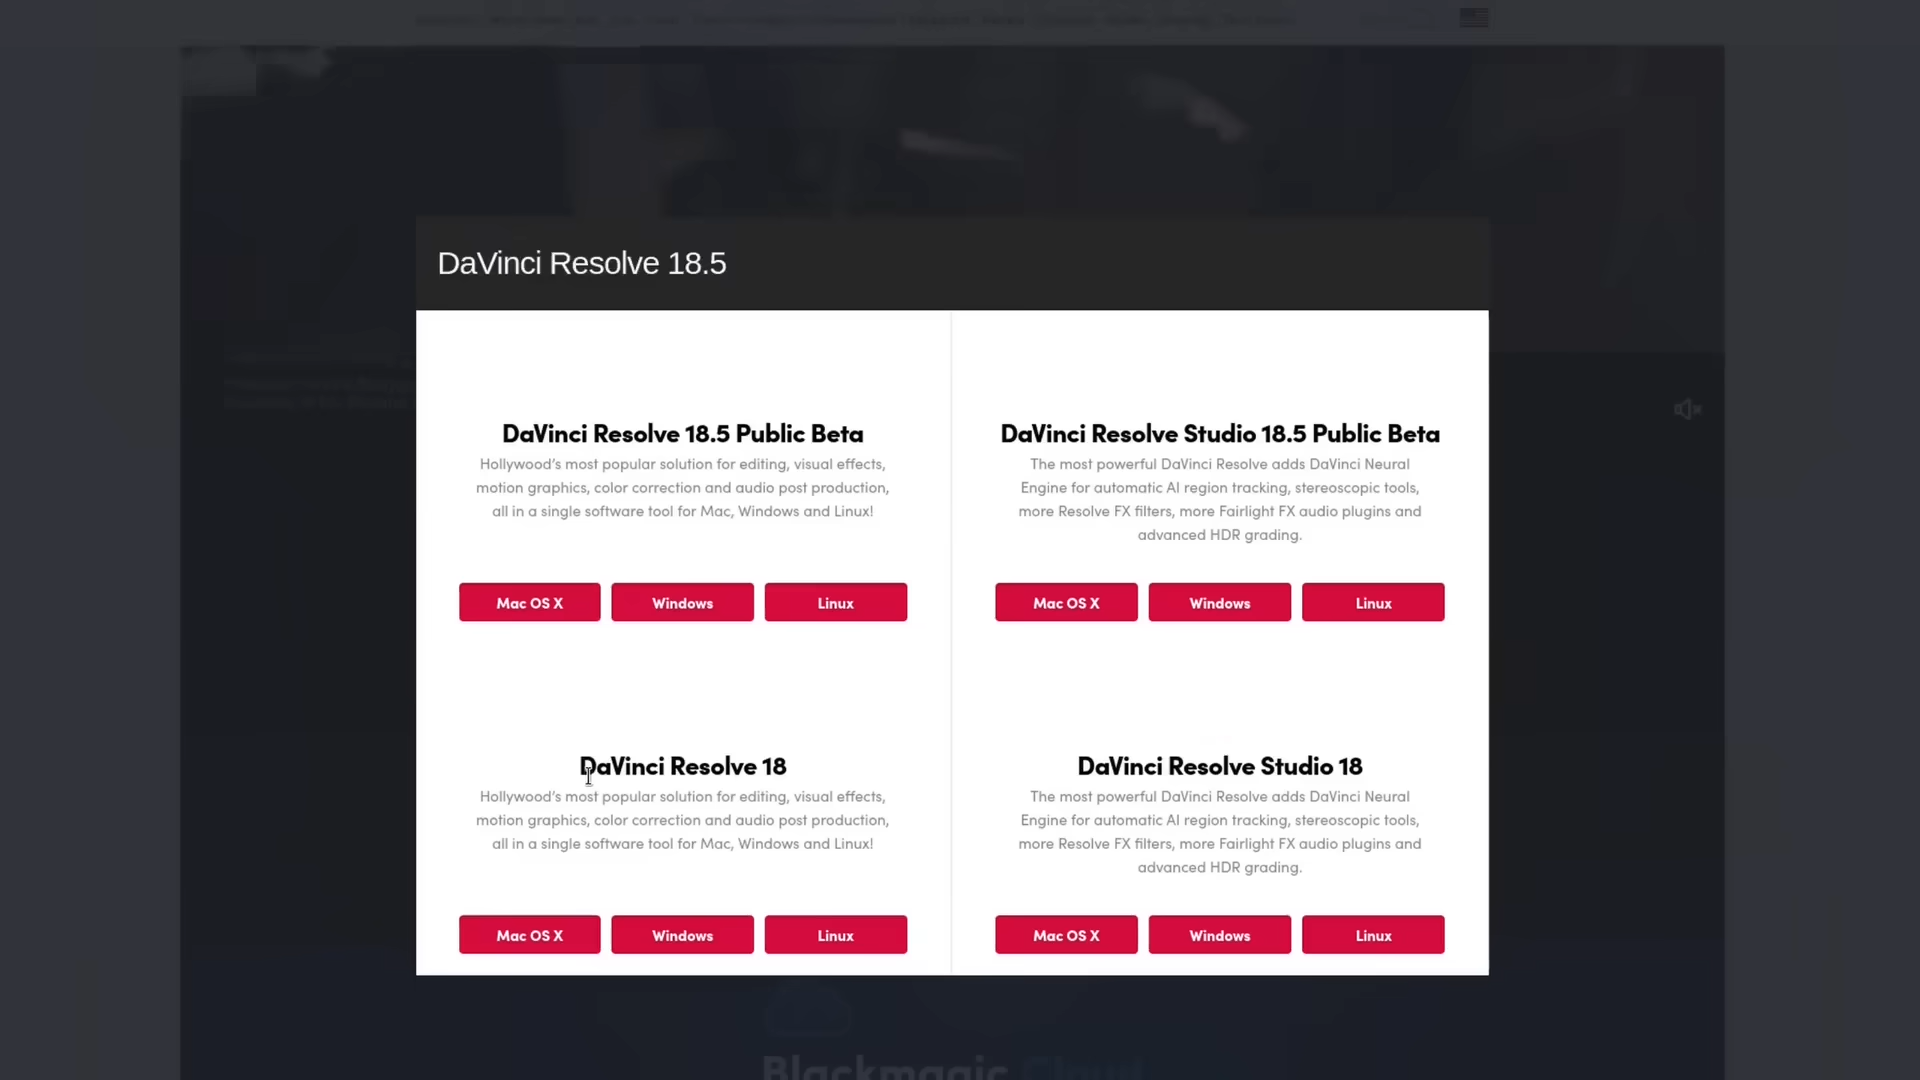 DaVinci Resolve 18.5
DaVinci Resolve 18.5 Public Beta
Hollywood's most popular solution for editing, visual effects,
motion graphics, color correction and audio post production,
all in a single software tool for Mac, Windows and Linux!
Mac OS X
Windows
Linux
DaVinci Resolve Studio 18.5 Public Beta
The most powerful DaVinci Resolve adds DaVinci Neural
Engine for automatic AI region tracking, stereoscopic tools,
more Resolve FX filters, more Fairlight FX audio plugins and
advanced HDR grading.
Mac OS X
Windows
Linux
DaVinci Resolve 18
Hollywood's most popular solution for editing, visual effects,
motion graphics, color correction and audio post production,
all in a single software tool for Mac, Windows and Linux!
Mac OS X
Windows
Linux
DaVinci Resolve Studio 18
The most powerful DaVinci Resolve adds DaVinci Neural
Engine for automatic AI region tracking, stereoscopic tools,
more Resolve FX filters, more Fairlight FX audio plugins and
advanced HDR grading.
Mac OS X
Windows
Linux
Blackmagic Cloud